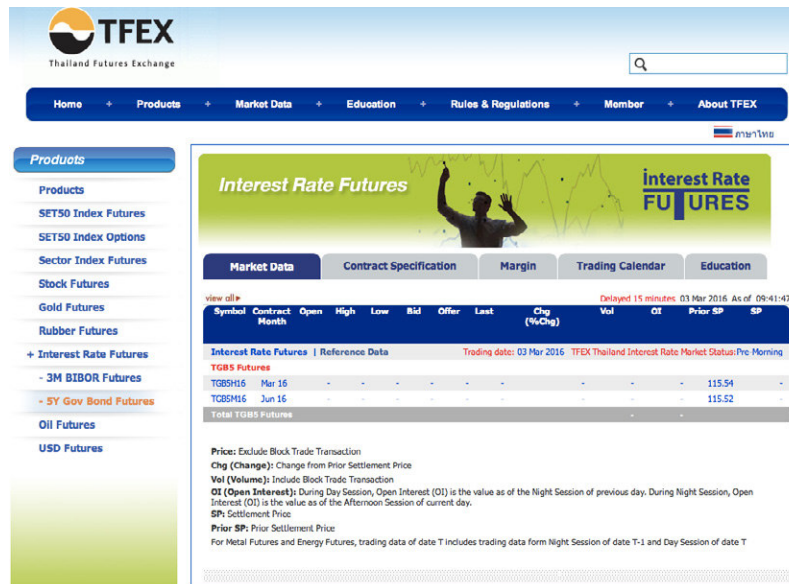 TFEX
Thailand Futures Exchange
Home + Products + Market Data + Education + Rules & Regulations + Member + About TFEX
ภาษาไทย
Products
Products
SET50 Index Futures
SET50 Index Options
Sector Index Futures
Stock Futures
Gold Futures
Rubber Futures
+ Interest Rate Futures
- 3M BIBOR Futures
- 5Y Gov Bond Futures
Oil Futures
USD Futures
Interest Rate Futures
interest Rate
FUTURES
Market Data Contract Specification Margin Trading Calendar Education
view all
Delayed 15 minutes 03 Mar 2016 As of 09:41:42
Symbol Contract Month Open High Low Bid Offer Last Chg (%Chg) Vol OI Prior SP SP
Interest Rate Futures | Reference Data Trading date: 03 Mar 2016 TFEX Thailand Interest Rate Market Status:Pre-Morning
TGB5 Futures
TGB5H16 Mar 16 - - - - - - - - - 115.54 -
TGB5M16 Jun 16 - - - - - - - - - 115.52 -
Total TGB5 Futures - -
Price: Exclude Block Trade Transaction
Chg (Change): Change from Prior Settlement Price
Vol (Volume): Include Block Trade Transaction
OI (Open Interest): During Day Session, Open Interest (OI) is the value as of the Night Session of previous day. During Night Session, Open
Interest (OI) is the value as of the Afternoon Session of current day.
SP: Settlement Price
Prior SP: Prior Settlement Price
For Metal Futures and Energy Futures, trading data of date T includes trading data form Night Session of date T-1 and Day Session of date T